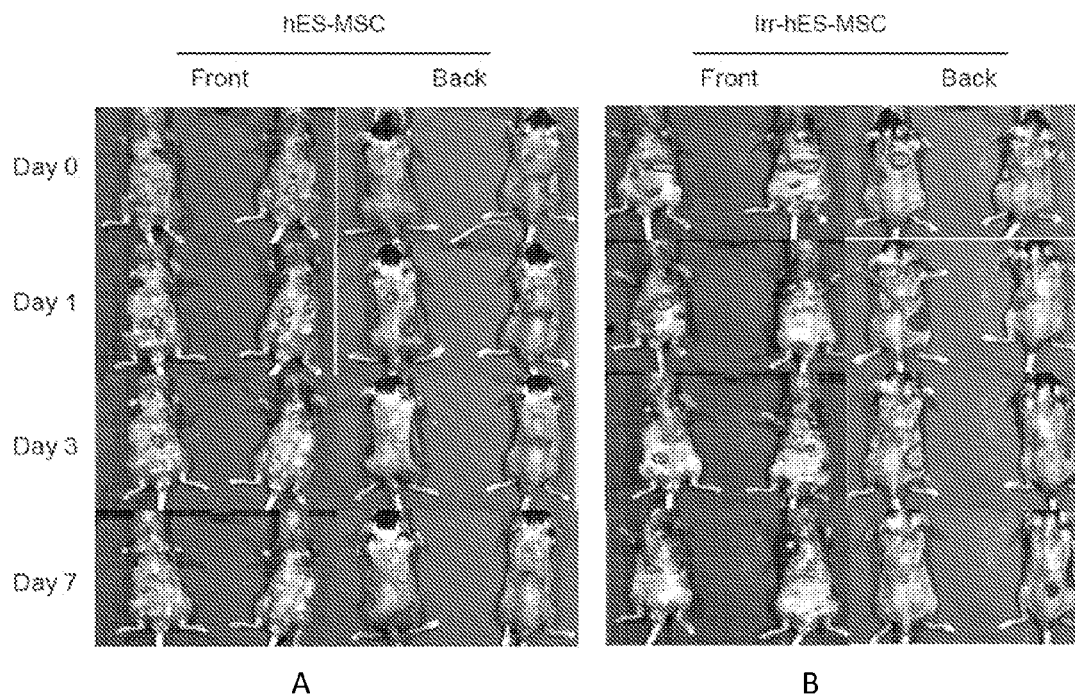 hES-MSC Irr-hES-MSC
Front Back Front Back
Day 0
Day 1
Day 3
Day 7
A B